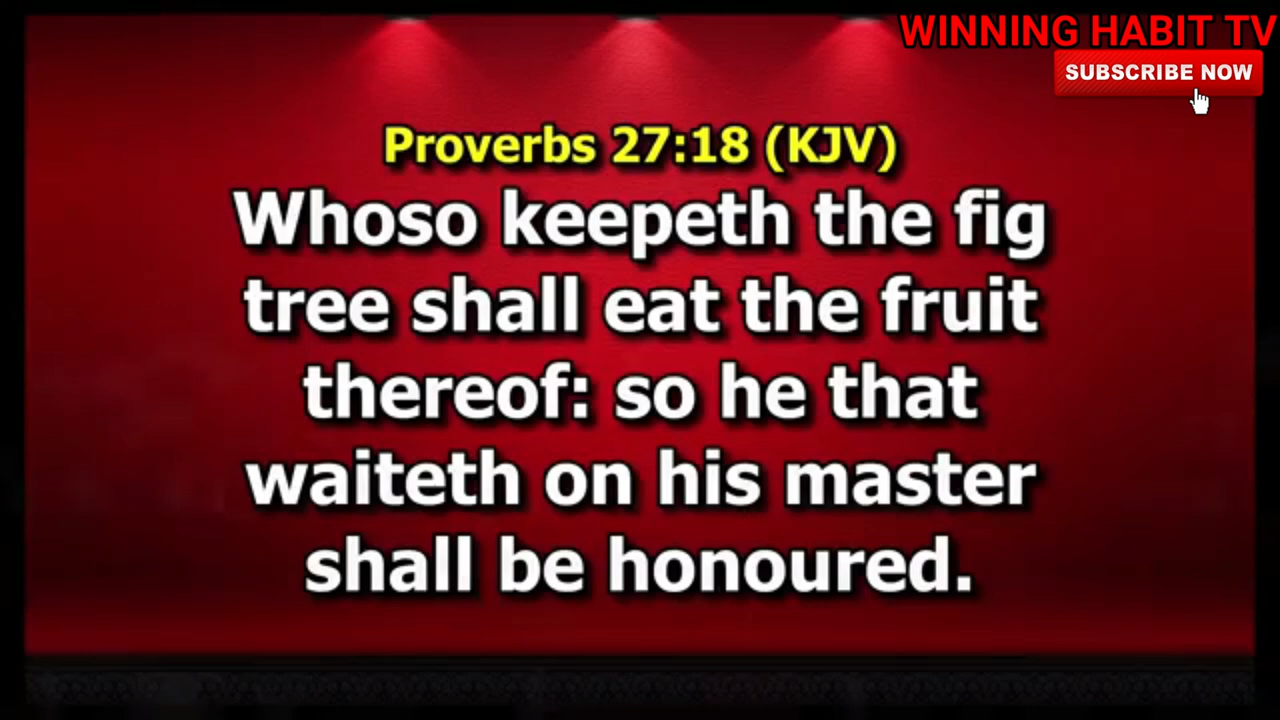 WINNING HABIT TV
SUBSCRIBE NOW
Proverbs 27:18 (KJV)
Whoso keepeth the fig
tree shall eat the fruit
thereof: so he that
waiteth on his master
shall be honoured.